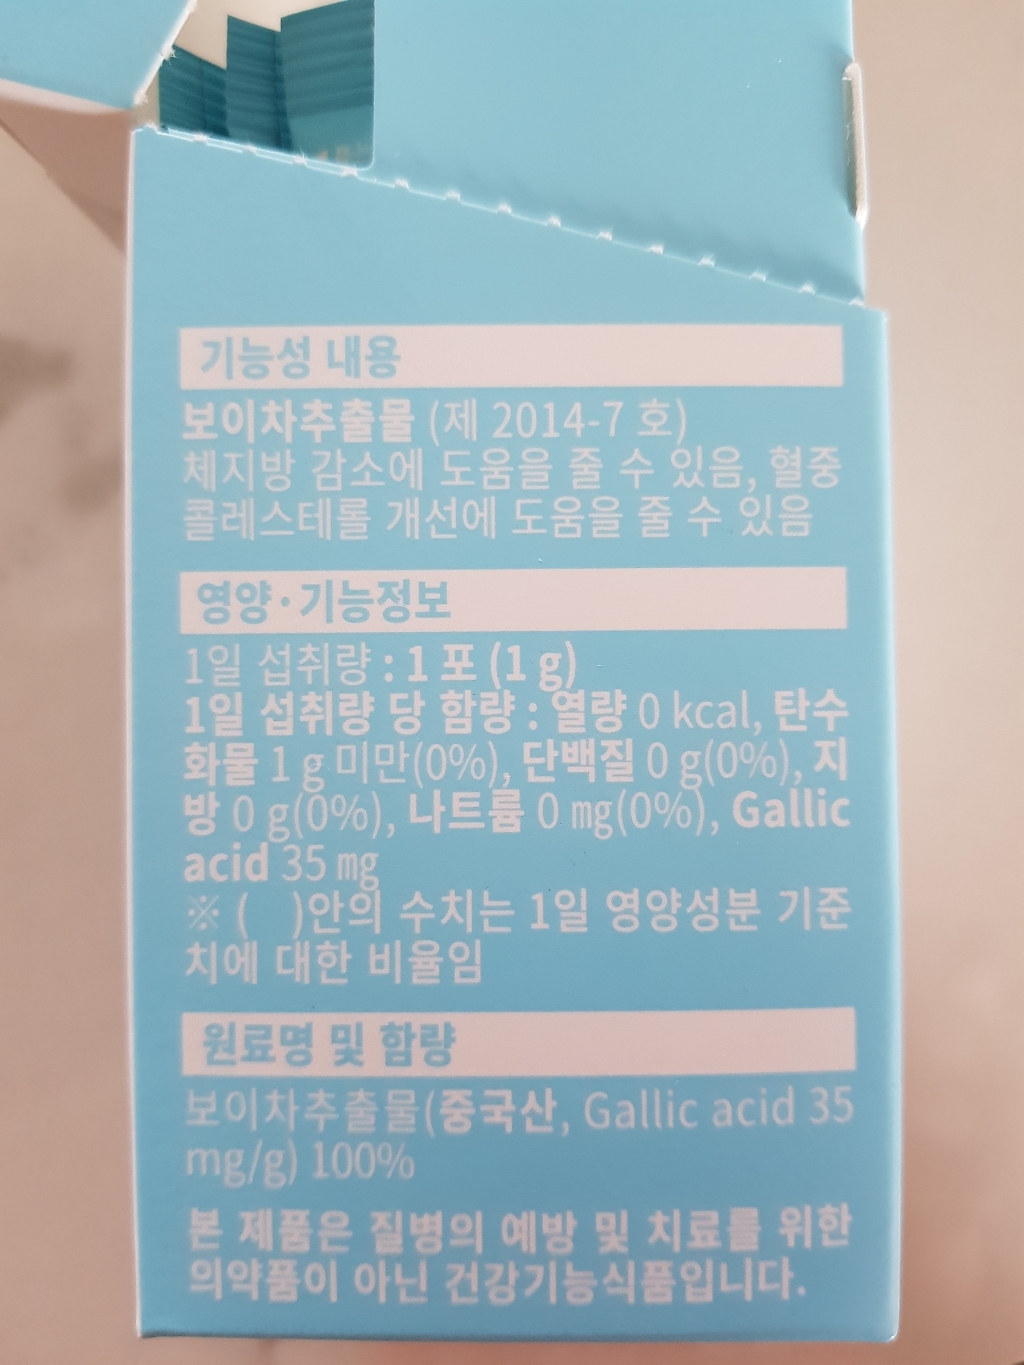 기능성 내용
보이차추출물 (제 2014-7 호)
체지방 감소에 도움을 줄 수 있음, 혈중
콜레스테롤 개선에 도움을 줄 수 있음
영양·기능정보
1일 섭취량 : 1 포 (1 g)
1일 섭취량 당 함량 : 열량 0 kcal, 탄수
화물 1 g 미만(0%), 단백질 0 g(0%), 지
방 0 g(0%), 나트륨 0 mg(0%), Gallic
acid 35 mg
※ (   )안의 수치는 1일 영양성분 기준
치에 대한 비율임
원료명 및 함량
보이차추출물(중국산, Gallic acid 35
mg/g) 100%
본 제품은 질병의 예방 및 치료를 위한
의약품이 아닌 건강기능식품입니다.